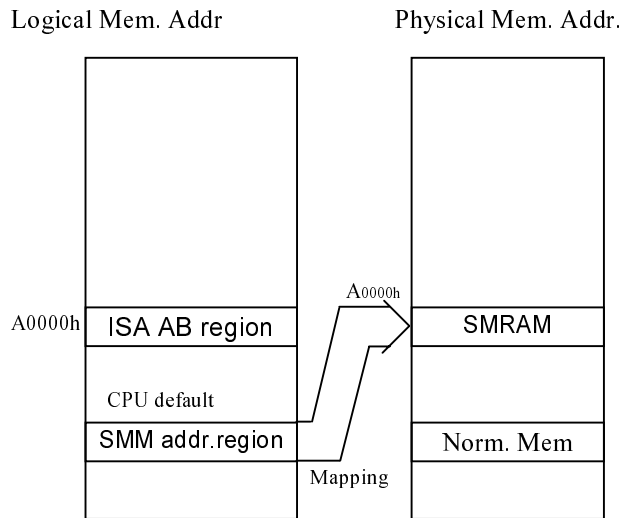 Logical Mem. Addr
Physical Mem. Addr.
A0000h
A0000h
ISA AB region
SMRAM
CPU default
SMM addr.region
Norm. Mem
Mapping